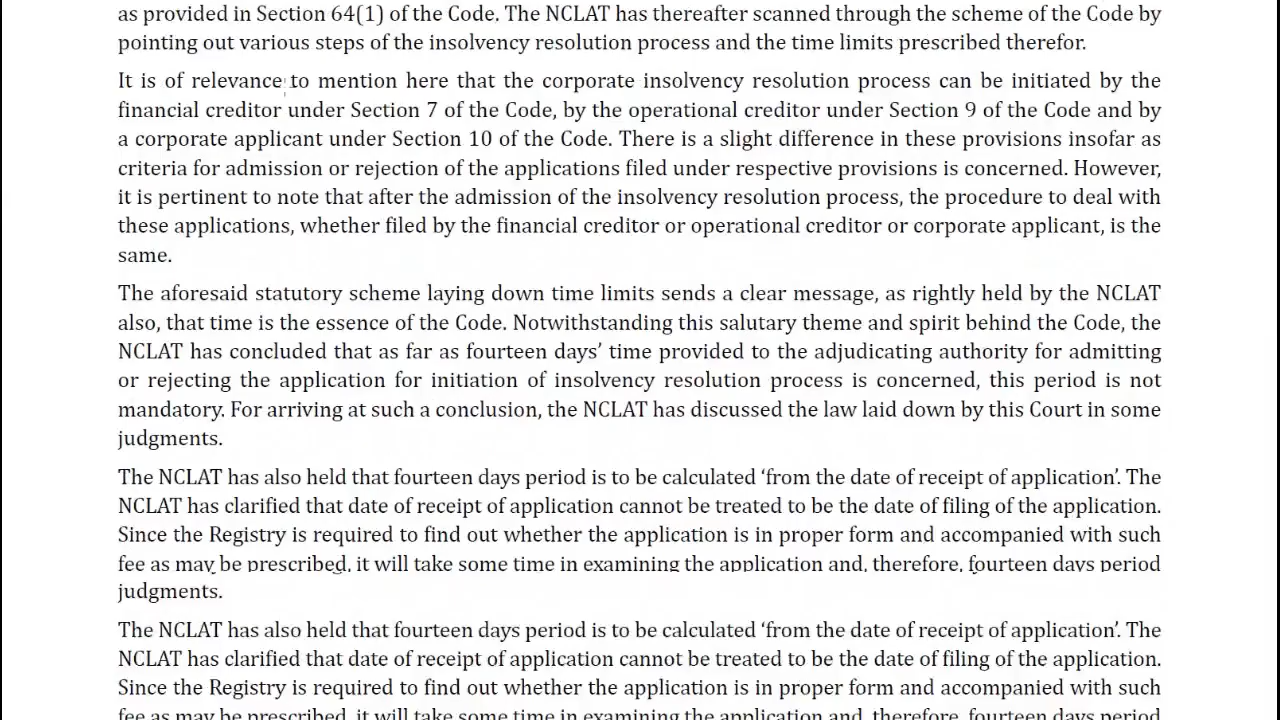 as provided in Section 64(1) of the Code. The NCLAT has thereafter scanned through the scheme of the Code by
pointing out various steps of the insolvency resolution process and the time limits prescribed therefor.
It is of relevance to mention here that the corporate insolvency resolution process can be initiated by the
financial creditor under Section 7 of the Code, by the operational creditor under Section 9 of the Code and by
a corporate applicant under Section 10 of the Code. There is a slight difference in these provisions insofar as
criteria for admission or rejection of the applications filed under respective provisions is concerned. However,
it is pertinent to note that after the admission of the insolvency resolution process, the procedure to deal with
these applications, whether filed by the financial creditor or operational creditor or corporate applicant, is the
same.
The aforesaid statutory scheme laying down time limits sends a clear message, as rightly held by the NCLAT
also, that time is the essence of the Code. Notwithstanding this salutary theme and spirit behind the Code, the
NCLAT has concluded that as far as fourteen days’ time provided to the adjudicating authority for admitting
or rejecting the application for initiation of insolvency resolution process is concerned, this period is not
mandatory. For arriving at such a conclusion, the NCLAT has discussed the law laid down by this Court in some
judgments.
The NCLAT has also held that fourteen days period is to be calculated ‘from the date of receipt of application’. The
NCLAT has clarified that date of receipt of application cannot be treated to be the date of filing of the application.
Since the Registry is required to find out whether the application is in proper form and accompanied with such
fee as may be prescribed, it will take some time in examining the application and, therefore, fourteen days period
judgments.
The NCLAT has also held that fourteen days period is to be calculated ‘from the date of receipt of application’. The
NCLAT has clarified that date of receipt of application cannot be treated to be the date of filing of the application.
Since the Registry is required to find out whether the application is in proper form and accompanied with such
fee as may be prescribed, it will take some time in examining the application and, therefore, fourteen days period